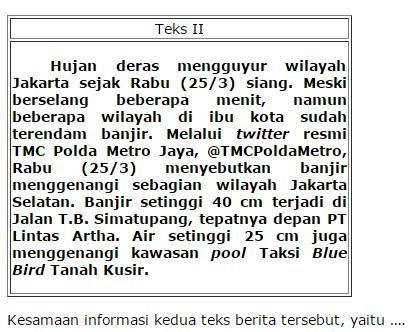 Teks II
Hujan deras mengguyur wilayah
Jakarta sejak Rabu (25/3) siang. Meski
berselang beberapa menit, namun
beberapa wilayah di ibu kota sudah
terendam banjir. Melalui twitter resmi
TMC Polda Metro Jaya, @TMCPoldaMetro,
Rabu (25/3) menyebutkan banjir
menggenangi sebagian wilayah Jakarta
Selatan. Banjir setinggi 40 cm terjadi di
Jalan T.B. Simatupang, tepatnya depan PT
Lintas Artha. Air setinggi 25 cm juga
menggenangi kawasan pool Taksi Blue
Bird Tanah Kusir.
Kesamaan informasi kedua teks berita tersebut, yaitu ....